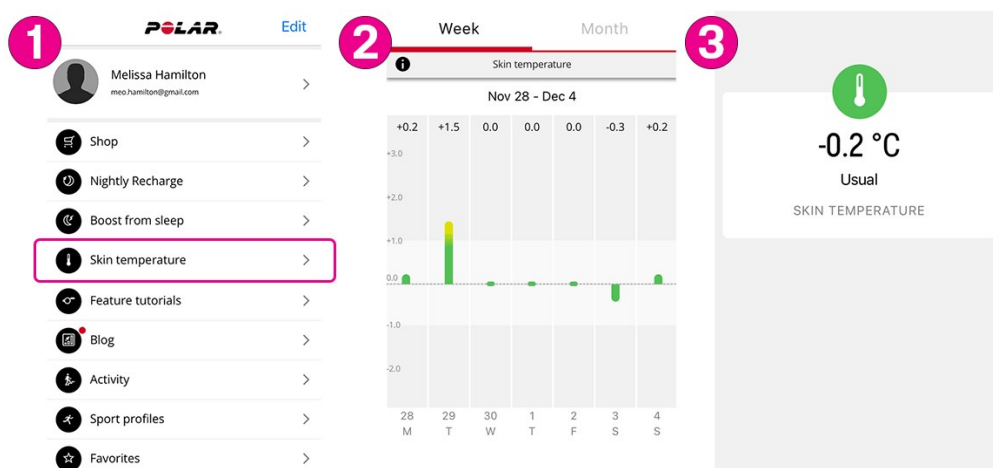 1
POLAR.
Edit
Melissa Hamilton
meo.hamilton@gmail.com
Shop
Nightly Recharge
Boost from sleep
Skin temperature
Feature tutorials
Blog
Activity
Sport profiles
Favorites
2
Week Month
Skin temperature
Nov 28 - Dec 4
+0.2 +1.5 0.0 0.0 0.0 -0.3 +0.2
+3.0
+2.0
+1.0
0.0
-1.0
-2.0
28 29 30 1 2 3 4
M T W T F S S
3
-0.2 °C
Usual
SKIN TEMPERATURE